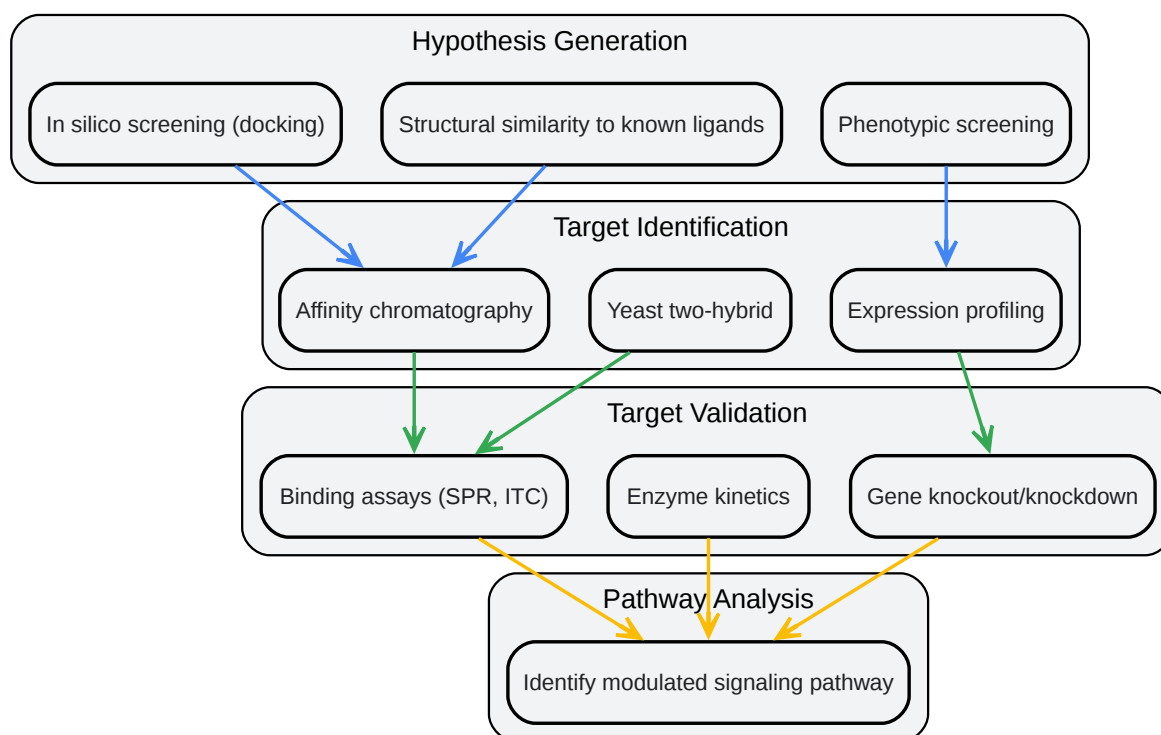 Hypothesis Generation
In silico screening (docking)
Structural similarity to known ligands
Phenotypic screening
Target Identification
Affinity chromatography
Yeast two-hybrid
Expression profiling
Target Validation
Binding assays (SPR, ITC)
Enzyme kinetics
Gene knockout/knockdown
Pathway Analysis
Identify modulated signaling pathway